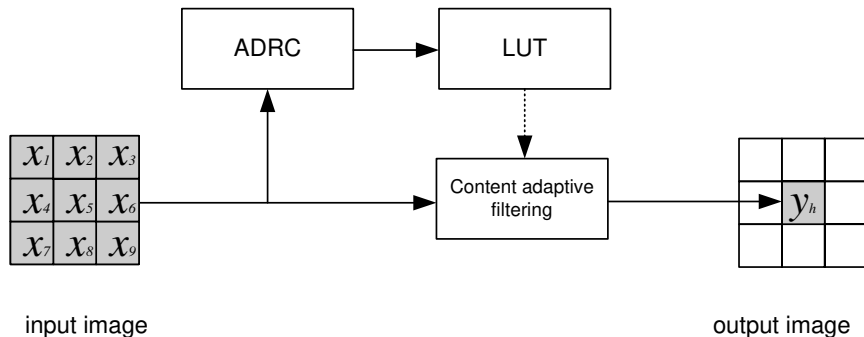 ADRC
LUT
x1 x2 x3
x4 x5 x6
x7 x8 x9
Content adaptive
filtering
yh
input image
output image